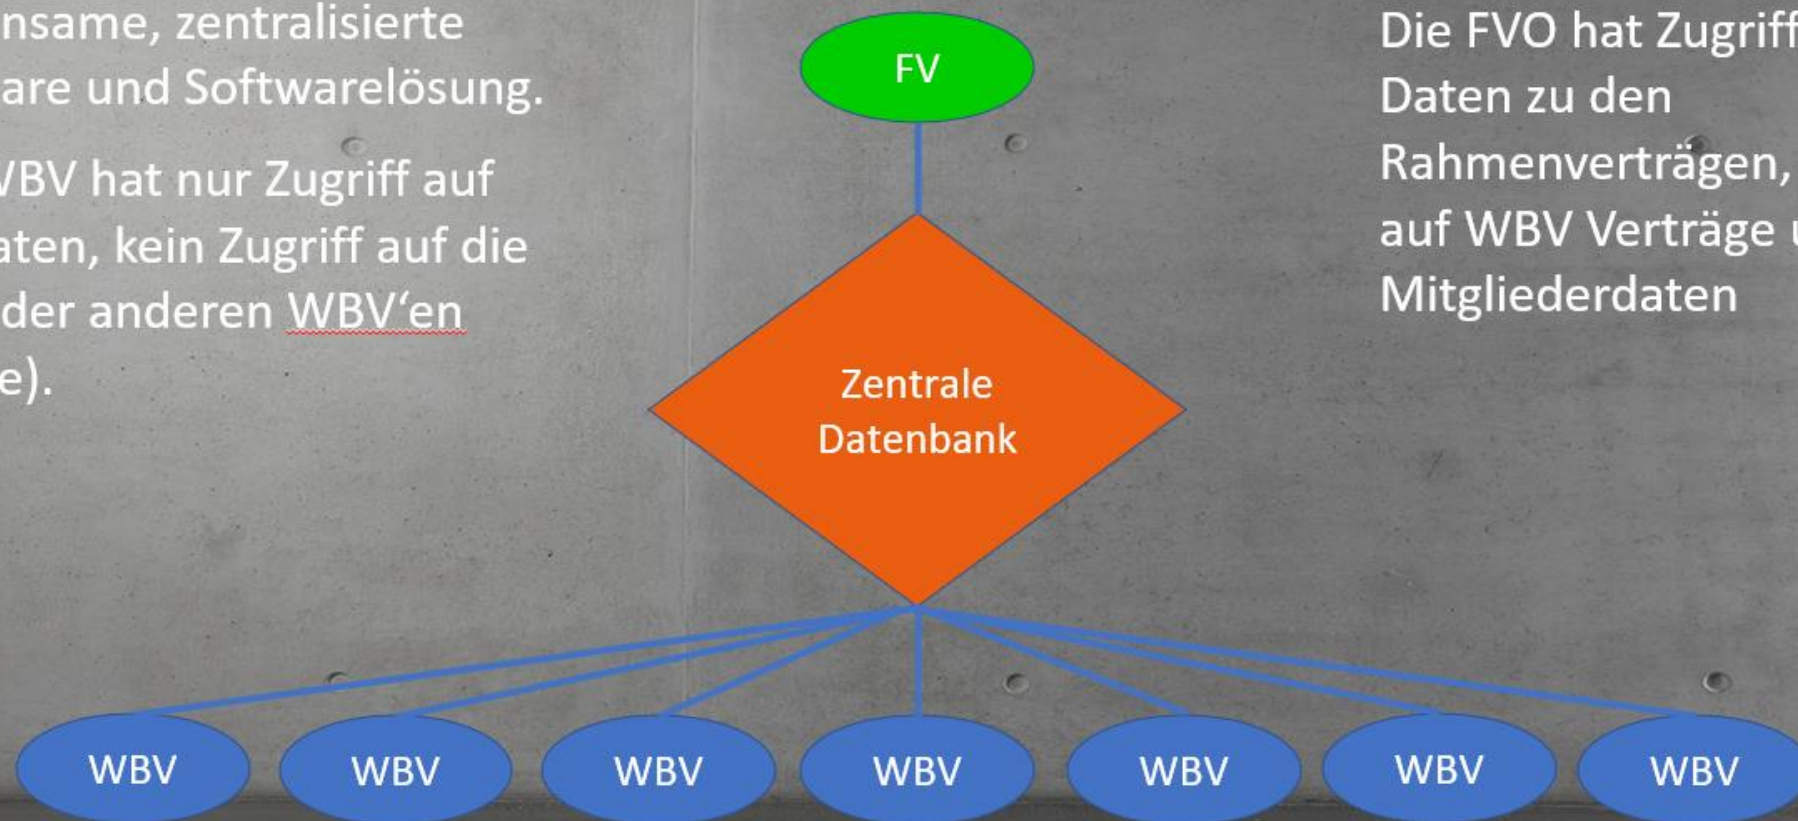 nsame, zentralisierte
are und Softwarelösung.
WBV hat nur Zugriff auf
aten, kein Zugriff auf die
der anderen WBV‘en
e).
FV
Die FVO hat Zugriff
Daten zu den
Rahmenverträgen,
auf WBV Verträge u
Mitgliederdaten
Zentrale
Datenbank
WBV WBV WBV WBV WBV WBV WBV